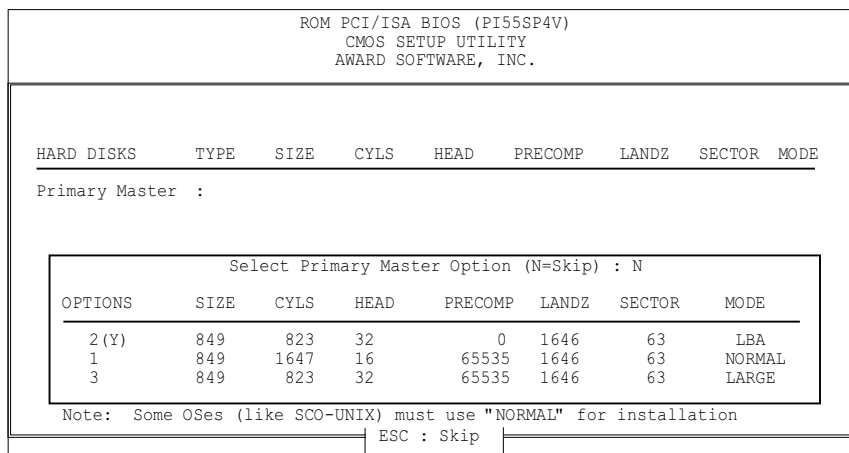 ROM PCI/ISA BIOS (PI55SP4V)
CMOS SETUP UTILITY
AWARD SOFTWARE, INC.
HARD DISKS TYPE SIZE CYLS HEAD PRECOMP LANDZ SECTOR MODE
Primary Master :
Select Primary Master Option (N=Skip) : N
OPTIONS SIZE CYLS HEAD PRECOMP LANDZ SECTOR MODE
2(Y) 849 823 32 0 1646 63 LBA
1 849 1647 16 65535 1646 63 NORMAL
3 849 823 32 65535 1646 63 LARGE
Note: Some OSes (like SCO-UNIX) must use "NORMAL" for installation
ESC : Skip